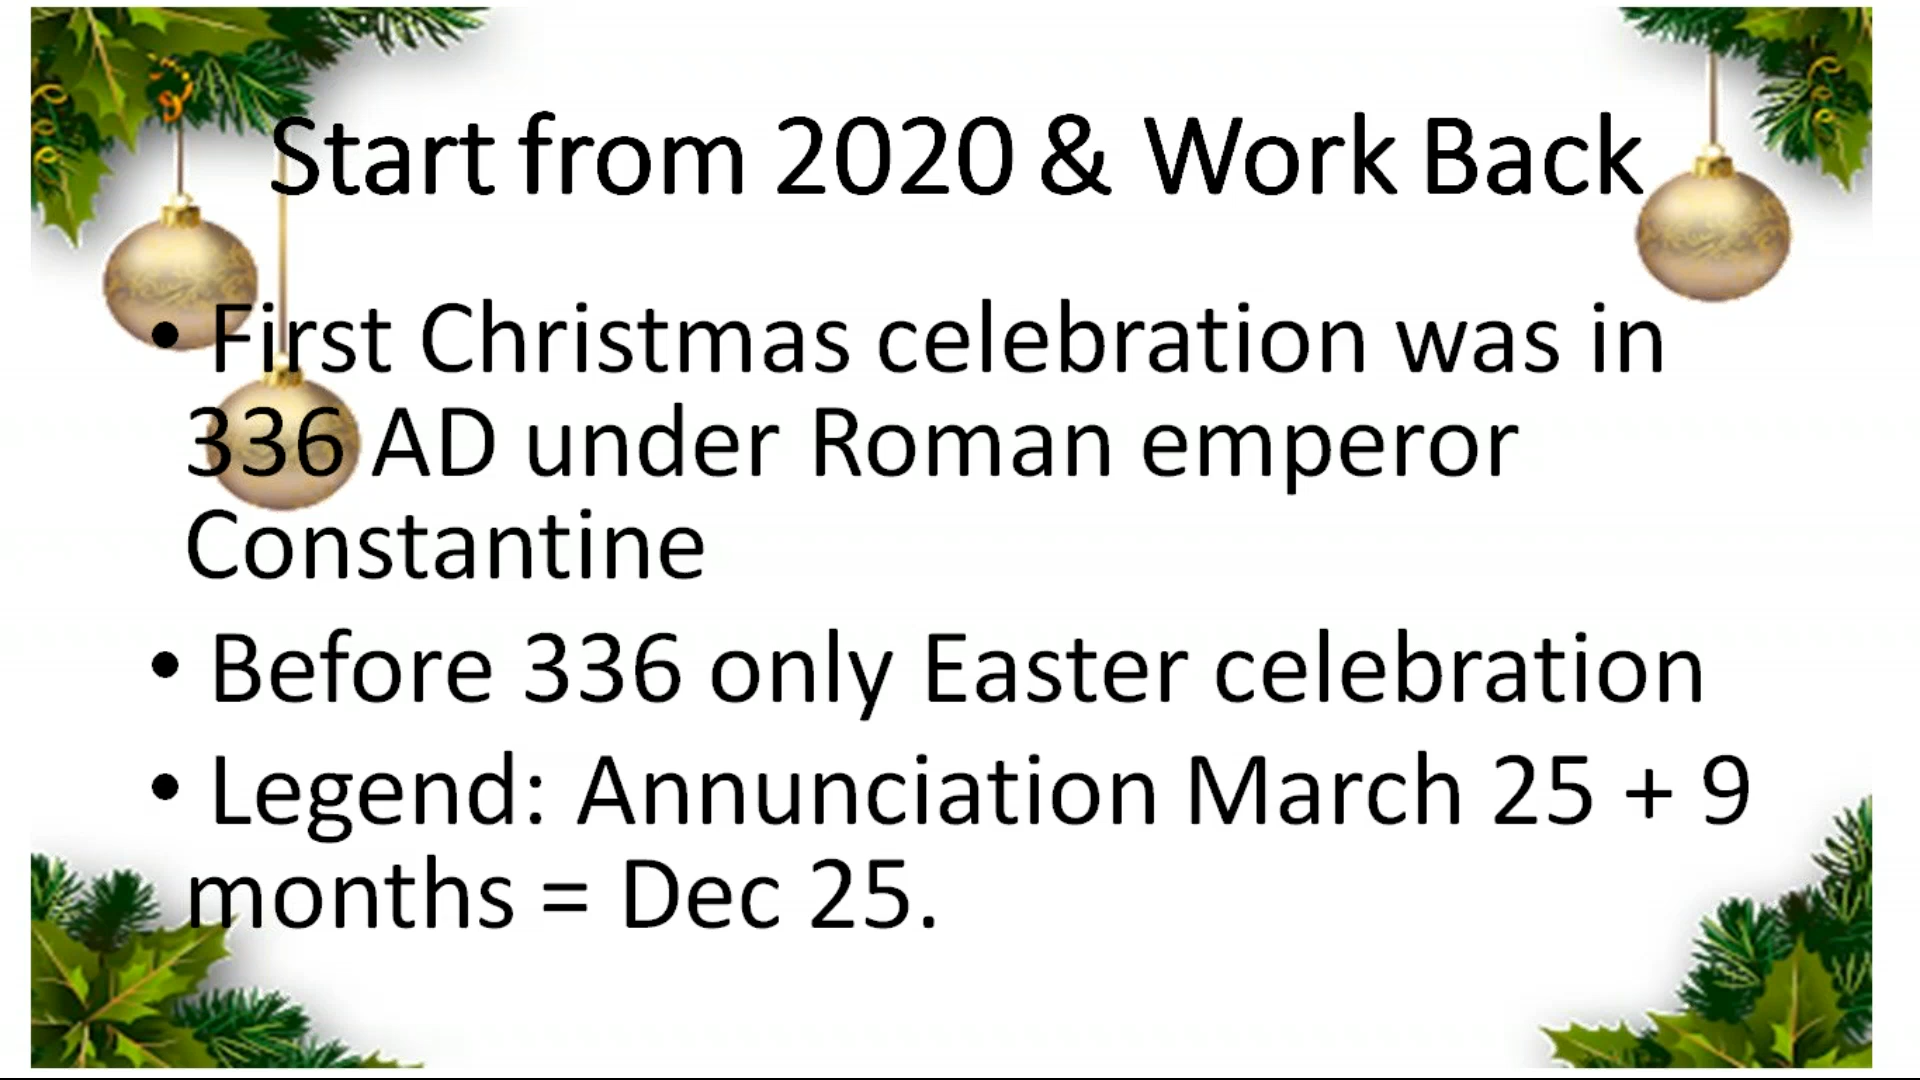 Start from 2020 & Work Back
• First Christmas celebration was in
336 AD under Roman emperor
Constantine
• Before 336 only Easter celebration
• Legend: Annunciation March 25 + 9
months = Dec 25.